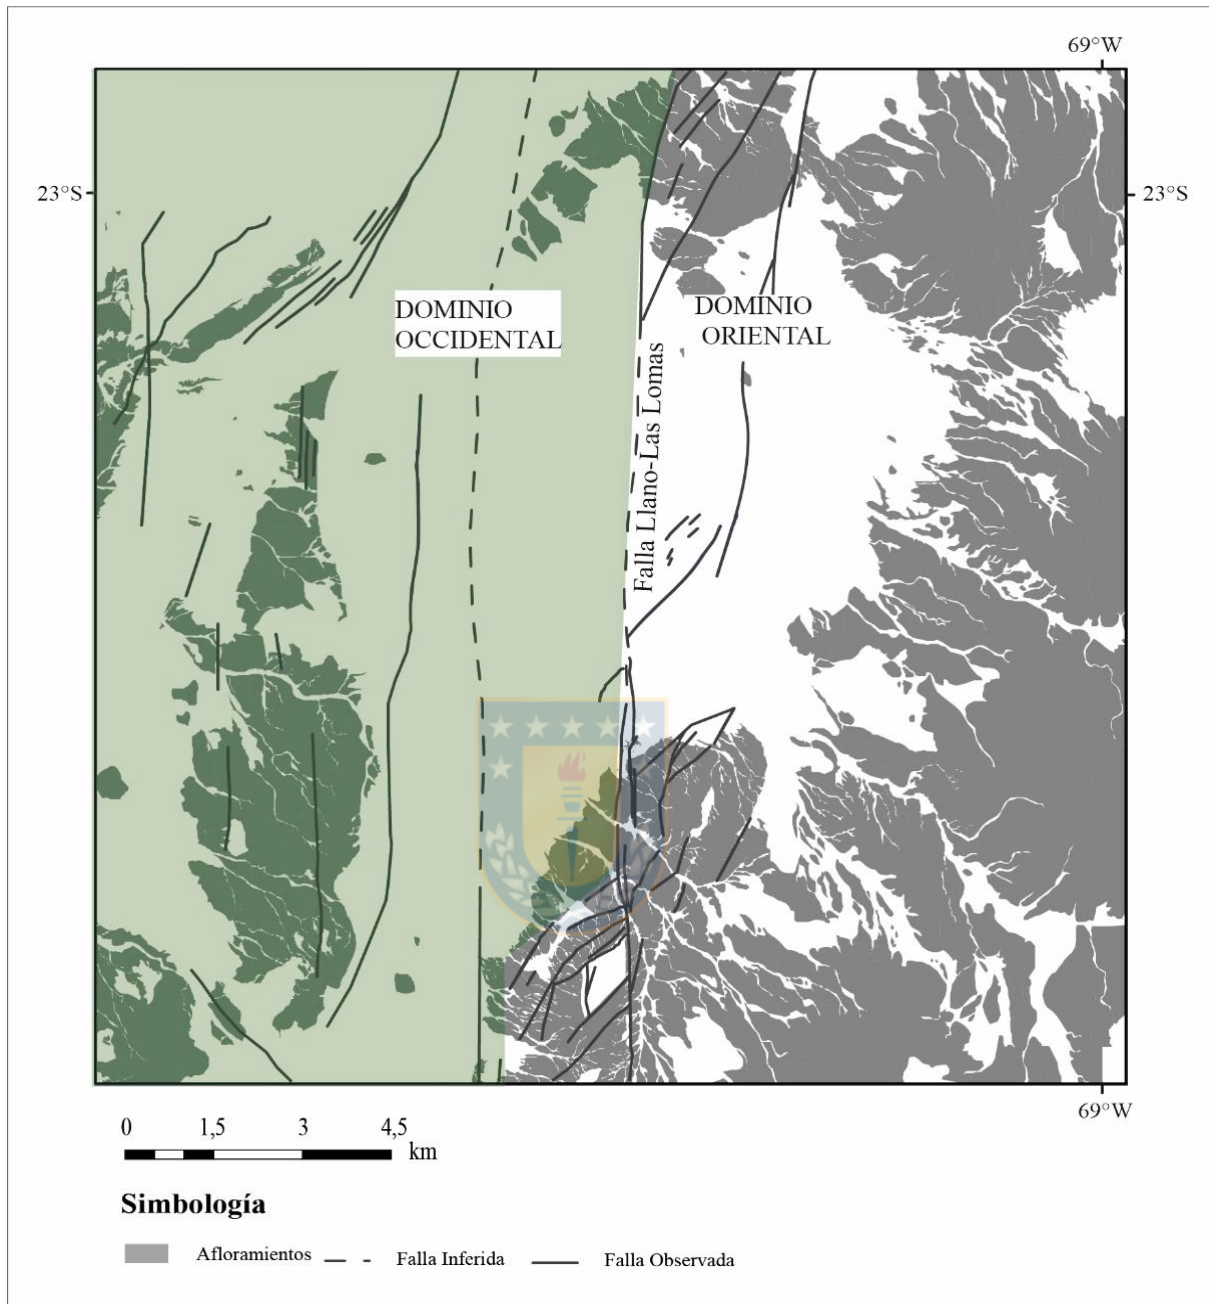 69°W
23°S
23°S
DOMINIO
OCCIDENTAL
DOMINIO
ORIENTAL
Falla Llano-Las Lomas
69°W
0 1,5 3 4,5
km
Simbología
Afloramientos
Falla Inferida
Falla Observada